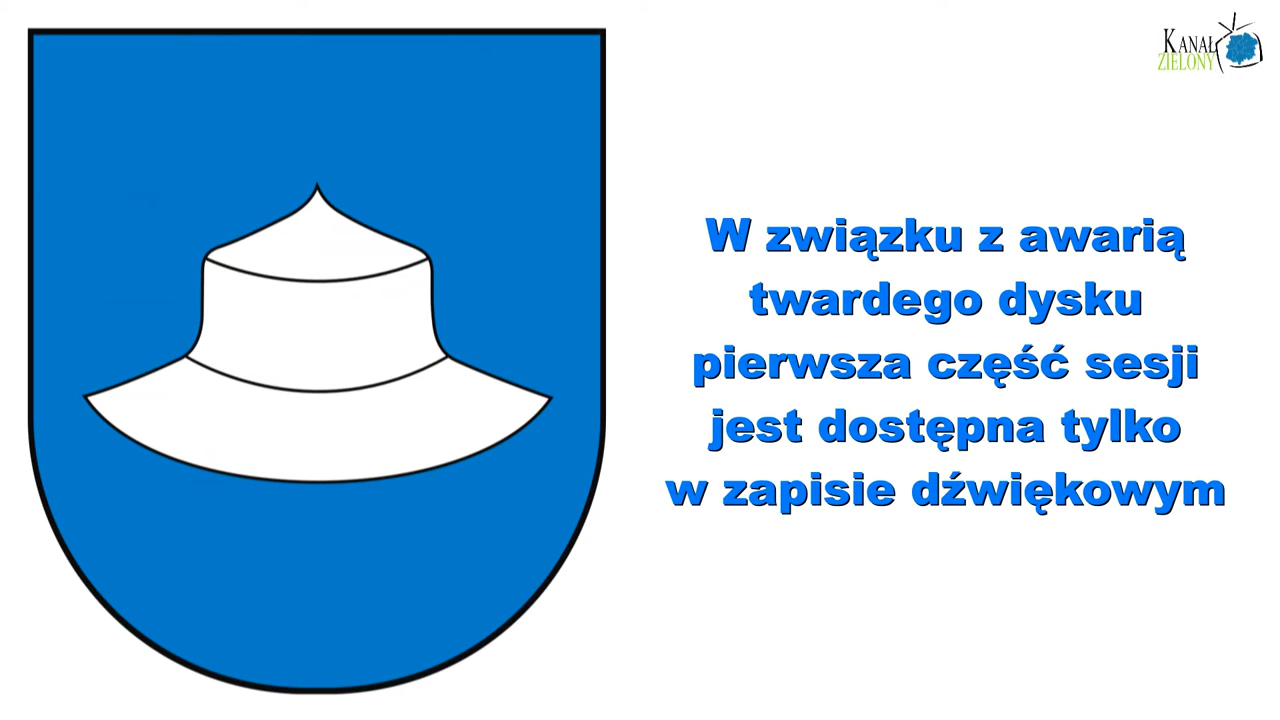 KANAŁ
ZIELONY
W związku z awarią
twardego dysku
pierwsza część sesji
jest dostępna tylko
w zapisie dźwiękowym